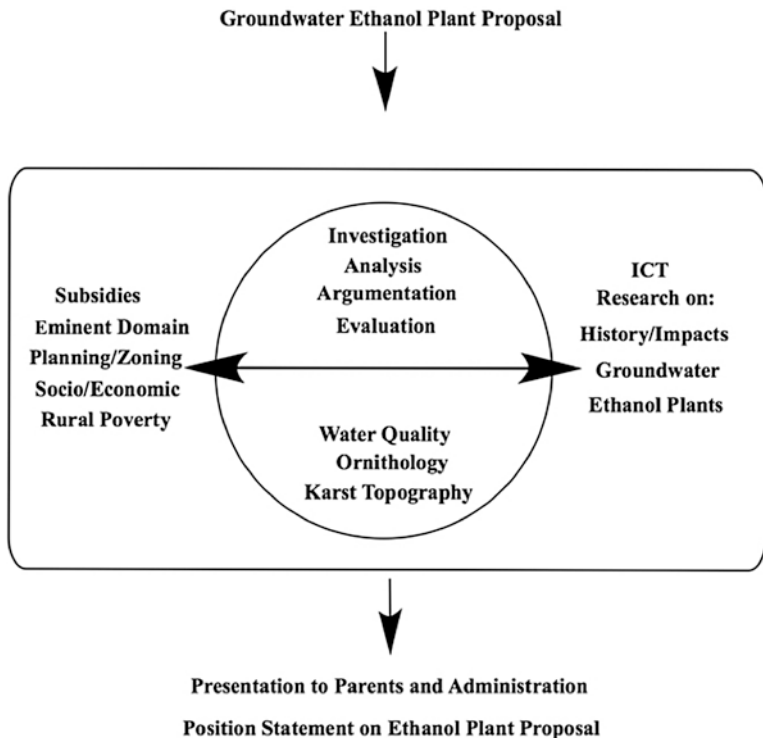 Groundwater Ethanol Plant Proposal
Investigation
Analysis
Argumentation
Evaluation
Subsidies
Eminent Domain
Planning/Zoning
Socio/Economic
Rural Poverty
ICT
Research on:
History/Impacts
Groundwater
Ethanol Plants
Water Quality
Ornithology
Karst Topography
Presentation to Parents and Administration
Position Statement on Ethanol Plant Proposal